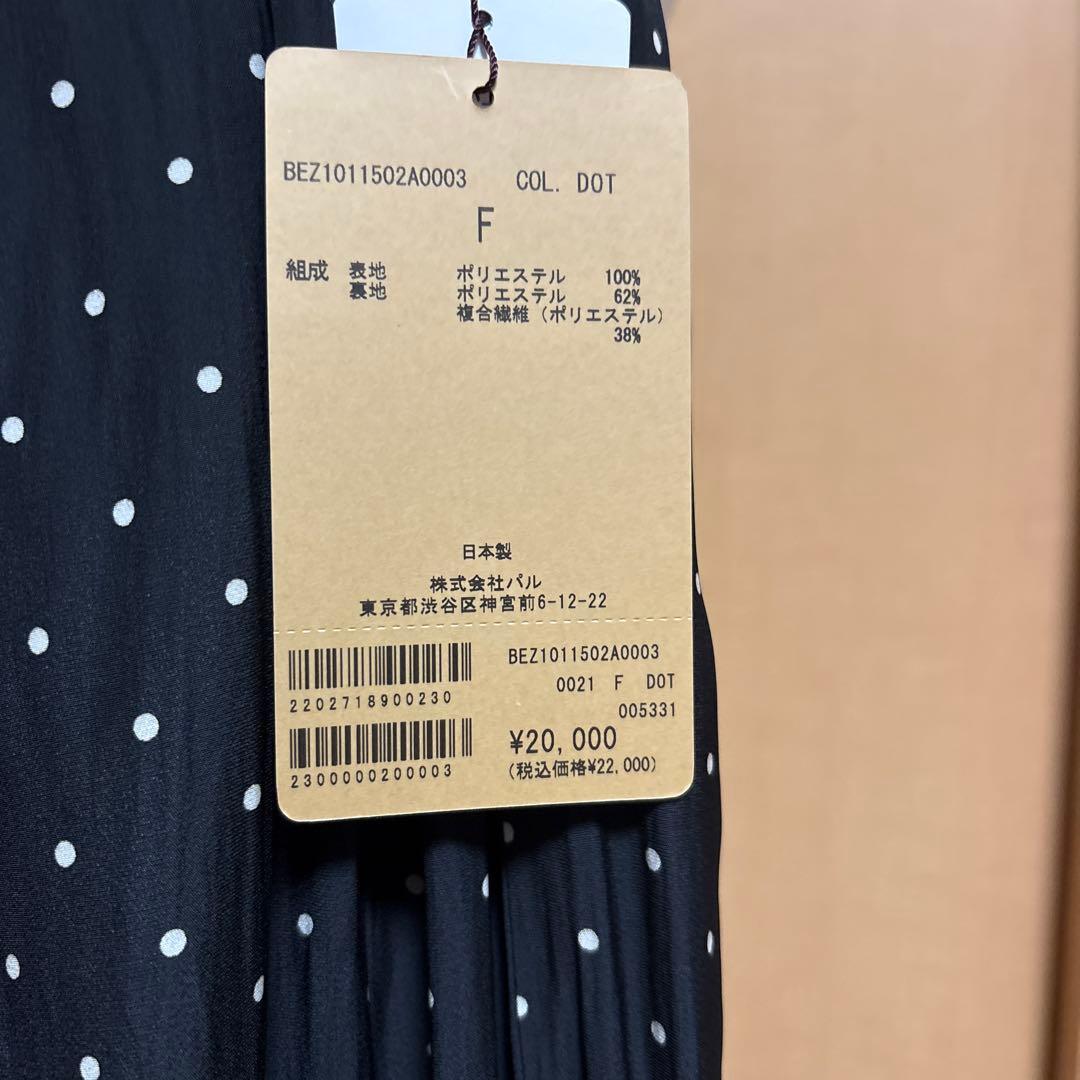 BEZ1011502A0003 COL. DOT
F
組成 表地 ポリエステル 100%
裏地 ポリエステル 62%
複合繊維(ポリエステル)
38%
日本製
株式会社パル
東京都渋谷区神宮前6-12-22
BEZ1011502A0003
0021 F DOT
2202718900230
005331
¥20,000
2300000200003
(税込価格¥22,000)